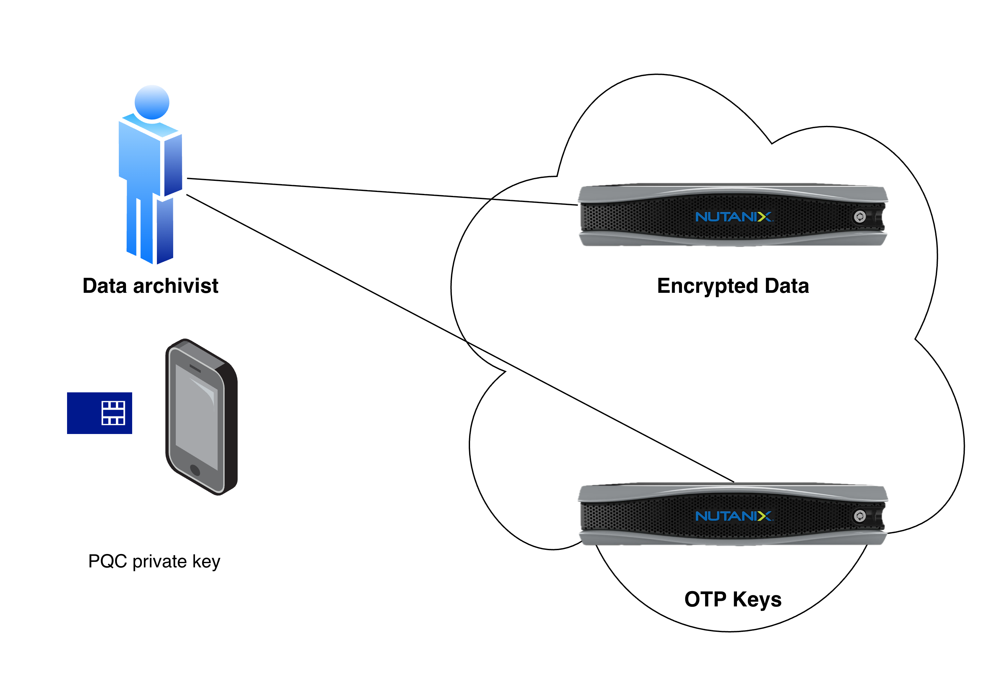 NUTANIX
Data archivist
Encrypted Data
NUTANIX
PQC private key
OTP Keys